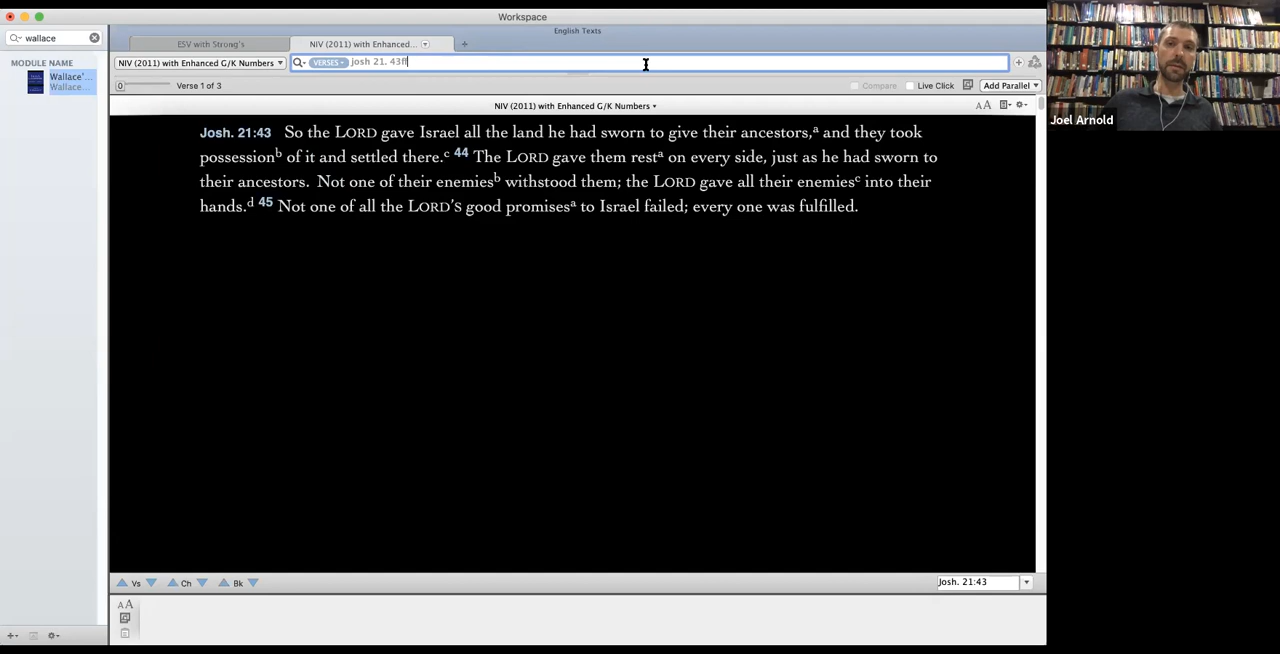 Workspace
English Texts
wallace
ESV with Strong's
NIV (2011) with Enhanced...
+
NIV (2011) with Enhanced G/K Numbers
VERSES
josh 21. 43ff
MODULE NAME
Wallace'...
Wallace...
0
Verse 1 of 3
Compare
Live Click
Add Parallel
NIV (2011) with Enhanced G/K Numbers
AA
Josh. 21:43 So the LORD gave Israel all the land he had sworn to give their ancestors,a and they took
possessionb of it and settled there.c 44 The LORD gave them resta on every side, just as he had sworn to
their ancestors. Not one of their enemiesb withstood them; the LORD gave all their enemiesc into their
hands.d 45 Not one of all the LORD'S good promisesa to Israel failed; every one was fulfilled.
Joel Arnold
Vs
Ch
Bk
Josh. 21:43
AA